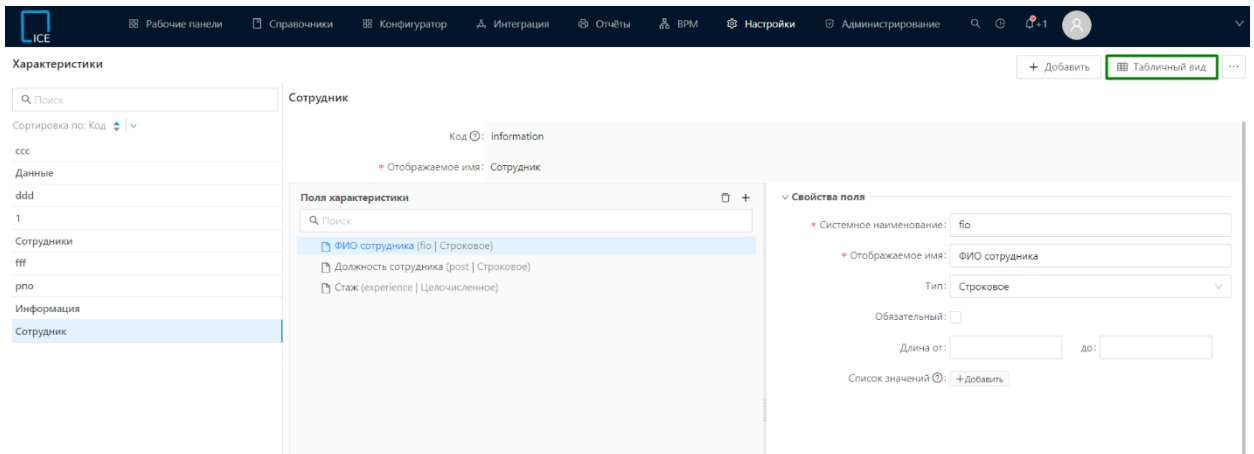 ICE Рабочие панели Справочники Конфигуратор Интеграция Отчёты BPM Настройки Администрирование +1
Характеристики + Добавить Табличный вид ...
Поиск
Сортировка по: Код
ccc
Данные
ddd
1
Сотрудники
fff
рпо
Информация
Сотрудник
Сотрудник
Код ?: information
* Отображаемое имя: Сотрудник
Поля характеристики +
Поиск
ФИО сотрудника (fio | Строковое)
Должность сотрудника (post | Строковое)
Стаж (experience | Целочисленное)
Свойства поля
* Системное наименование: fio
* Отображаемое имя: ФИО сотрудника
Тип: Строковое
Обязательный:
Длина от: до:
Список значений ?: +Добавить